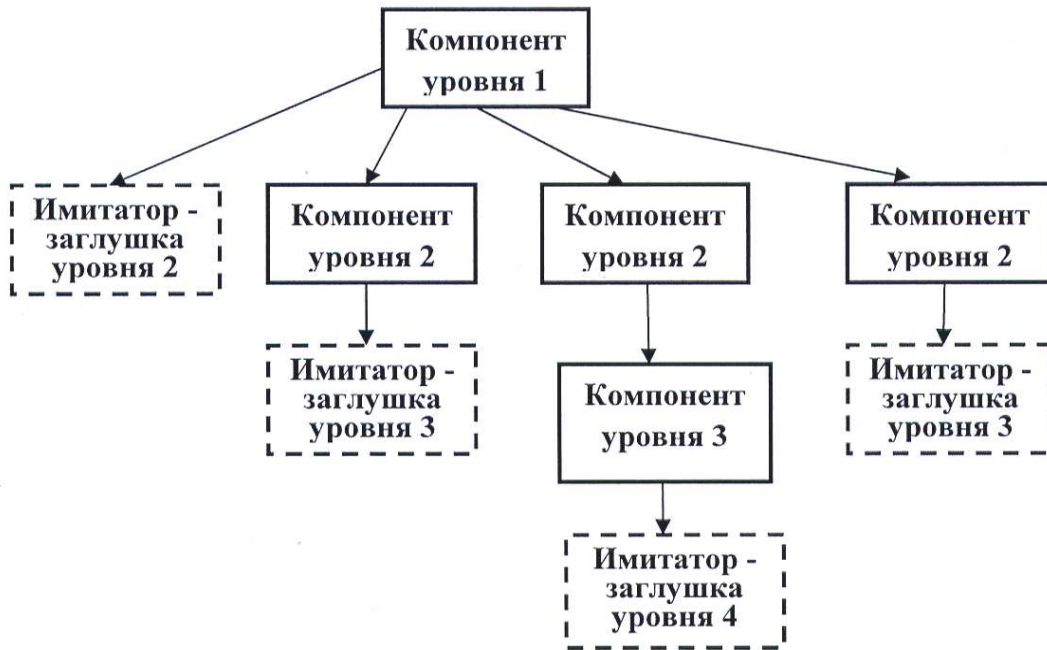 Компонент
уровня 1
Имитатор -
заглушка
уровня 2
Компонент
уровня 2
Компонент
уровня 2
Компонент
уровня 2
Имитатор -
заглушка
уровня 3
Компонент
уровня 3
Имитатор -
заглушка
уровня 3
Имитатор -
заглушка
уровня 4